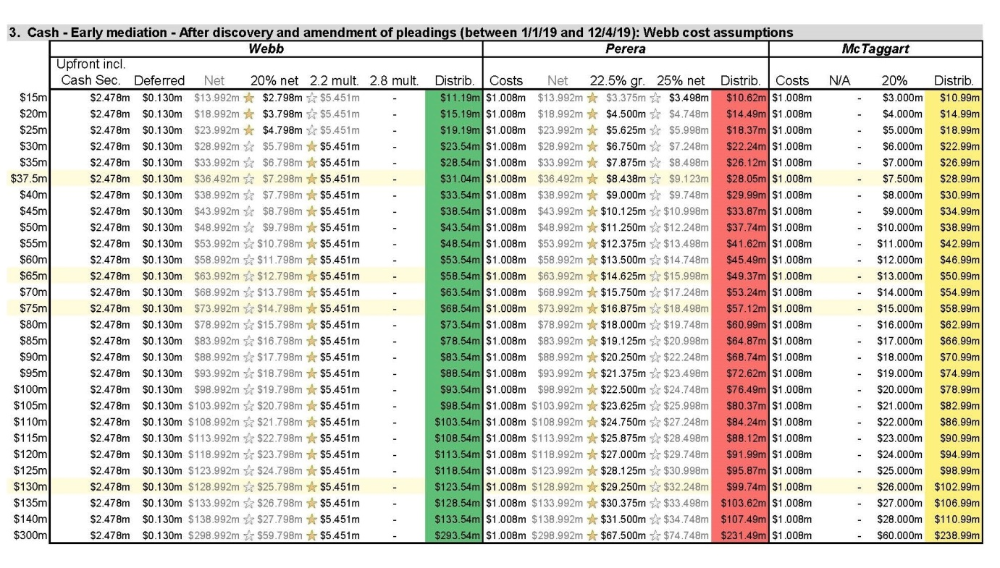 3. Cash - Early mediation - After discovery and amendment of pleadings (between 1/1/19 and 12/4/19): Webb cost assumptions
Webb Perera McTaggart
Upfront incl.
Cash Sec. Deferred Net 20% net 2.2 mult. 2.8 mult. Distrib. Costs Net 22.5% gr. 25% net Distrib. Costs N/A 20% Distrib.
$15m $2.478m $0.130m $13.992m ★ $2.798m ☆ $5.451m - $11.19m $1.008m $13.992m ★ $3.375m ☆ $3.498m $10.62m $1.008m - $3.000m $10.99m
$20m $2.478m $0.130m $18.992m ★ $3.798m ☆ $5.451m - $15.19m $1.008m $18.992m ★ $4.500m ☆ $4.748m $14.49m $1.008m - $4.000m $14.99m
$25m $2.478m $0.130m $23.992m ★ $4.798m ☆ $5.451m - $19.19m $1.008m $23.992m ★ $5.625m ☆ $5.998m $18.37m $1.008m - $5.000m $18.99m
$30m $2.478m $0.130m $28.992m ☆ $5.798m ★ $5.451m - $23.54m $1.008m $28.992m ★ $6.750m ☆ $7.248m $22.24m $1.008m - $6.000m $22.99m
$35m $2.478m $0.130m $33.992m ☆ $6.798m ★ $5.451m - $28.54m $1.008m $33.992m ★ $7.875m ☆ $8.498m $26.12m $1.008m - $7.000m $26.99m
$37.5m $2.478m $0.130m $36.492m ☆ $7.298m ★ $5.451m - $31.04m $1.008m $36.492m ★ $8.438m ☆ $9.123m $28.05m $1.008m - $7.500m $28.99m
$40m $2.478m $0.130m $38.992m ☆ $7.798m ★ $5.451m - $33.54m $1.008m $38.992m ★ $9.000m ☆ $9.748m $29.99m $1.008m - $8.000m $30.99m
$45m $2.478m $0.130m $43.992m ☆ $8.798m ★ $5.451m - $38.54m $1.008m $43.992m ★ $10.125m ☆ $10.998m $33.87m $1.008m - $9.000m $34.99m
$50m $2.478m $0.130m $48.992m ☆ $9.798m ★ $5.451m - $43.54m $1.008m $48.992m ★ $11.250m ☆ $12.248m $37.74m $1.008m - $10.000m $38.99m
$55m $2.478m $0.130m $53.992m ☆ $10.798m ★ $5.451m - $48.54m $1.008m $53.992m ★ $12.375m ☆ $13.498m $41.62m $1.008m - $11.000m $42.99m
$60m $2.478m $0.130m $58.992m ☆ $11.798m ★ $5.451m - $53.54m $1.008m $58.992m ★ $13.500m ☆ $14.748m $45.49m $1.008m - $12.000m $46.99m
$65m $2.478m $0.130m $63.992m ☆ $12.798m ★ $5.451m - $58.54m $1.008m $63.992m ★ $14.625m ☆ $15.998m $49.37m $1.008m - $13.000m $50.99m
$70m $2.478m $0.130m $68.992m ☆ $13.798m ★ $5.451m - $63.54m $1.008m $68.992m ★ $15.750m ☆ $17.248m $53.24m $1.008m - $14.000m $54.99m
$75m $2.478m $0.130m $73.992m ☆ $14.798m ★ $5.451m - $68.54m $1.008m $73.992m ★ $16.875m ☆ $18.498m $57.12m $1.008m - $15.000m $58.99m
$80m $2.478m $0.130m $78.992m ☆ $15.798m ★ $5.451m - $73.54m $1.008m $78.992m ★ $18.000m ☆ $19.748m $60.99m $1.008m - $16.000m $62.99m
$85m $2.478m $0.130m $83.992m ☆ $16.798m ★ $5.451m - $78.54m $1.008m $83.992m ★ $19.125m ☆ $20.998m $64.87m $1.008m - $17.000m $66.99m
$90m $2.478m $0.130m $88.992m ☆ $17.798m ★ $5.451m - $83.54m $1.008m $88.992m ★ $20.250m ☆ $22.248m $68.74m $1.008m - $18.000m $70.99m
$95m $2.478m $0.130m $93.992m ☆ $18.798m ★ $5.451m - $88.54m $1.008m $93.992m ★ $21.375m ☆ $23.498m $72.62m $1.008m - $19.000m $74.99m
$100m $2.478m $0.130m $98.992m ☆ $19.798m ★ $5.451m - $93.54m $1.008m $98.992m ★ $22.500m ☆ $24.748m $76.49m $1.008m - $20.000m $78.99m
$105m $2.478m $0.130m $103.992m ☆ $20.798m ★ $5.451m - $98.54m $1.008m $103.992m ★ $23.625m ☆ $25.998m $80.37m $1.008m - $21.000m $82.99m
$110m $2.478m $0.130m $108.992m ☆ $21.798m ★ $5.451m - $103.54m $1.008m $108.992m ★ $24.750m ☆ $27.248m $84.24m $1.008m - $22.000m $86.99m
$115m $2.478m $0.130m $113.992m ☆ $22.798m ★ $5.451m - $108.54m $1.008m $113.992m ★ $25.875m ☆ $28.498m $88.12m $1.008m - $23.000m $90.99m
$120m $2.478m $0.130m $118.992m ☆ $23.798m ★ $5.451m - $113.54m $1.008m $118.992m ★ $27.000m ☆ $29.748m $91.99m $1.008m - $24.000m $94.99m
$125m $2.478m $0.130m $123.992m ☆ $24.798m ★ $5.451m - $118.54m $1.008m $123.992m ★ $28.125m ☆ $30.998m $95.87m $1.008m - $25.000m $98.99m
$130m $2.478m $0.130m $128.992m ☆ $25.798m ★ $5.451m - $123.54m $1.008m $128.992m ★ $29.250m ☆ $32.248m $99.74m $1.008m - $26.000m $102.99m
$135m $2.478m $0.130m $133.992m ☆ $26.798m ★ $5.451m - $128.54m $1.008m $133.992m ★ $30.375m ☆ $33.498m $103.62m $1.008m - $27.000m $106.99m
$140m $2.478m $0.130m $138.992m ☆ $27.798m ★ $5.451m - $133.54m $1.008m $138.992m ★ $31.500m ☆ $34.748m $107.49m $1.008m - $28.000m $110.99m
$300m $2.478m $0.130m $298.992m ☆ $59.798m ★ $5.451m - $293.54m $1.008m $298.992m ★ $67.500m ☆ $74.748m $231.49m $1.008m - $60.000m $238.99m